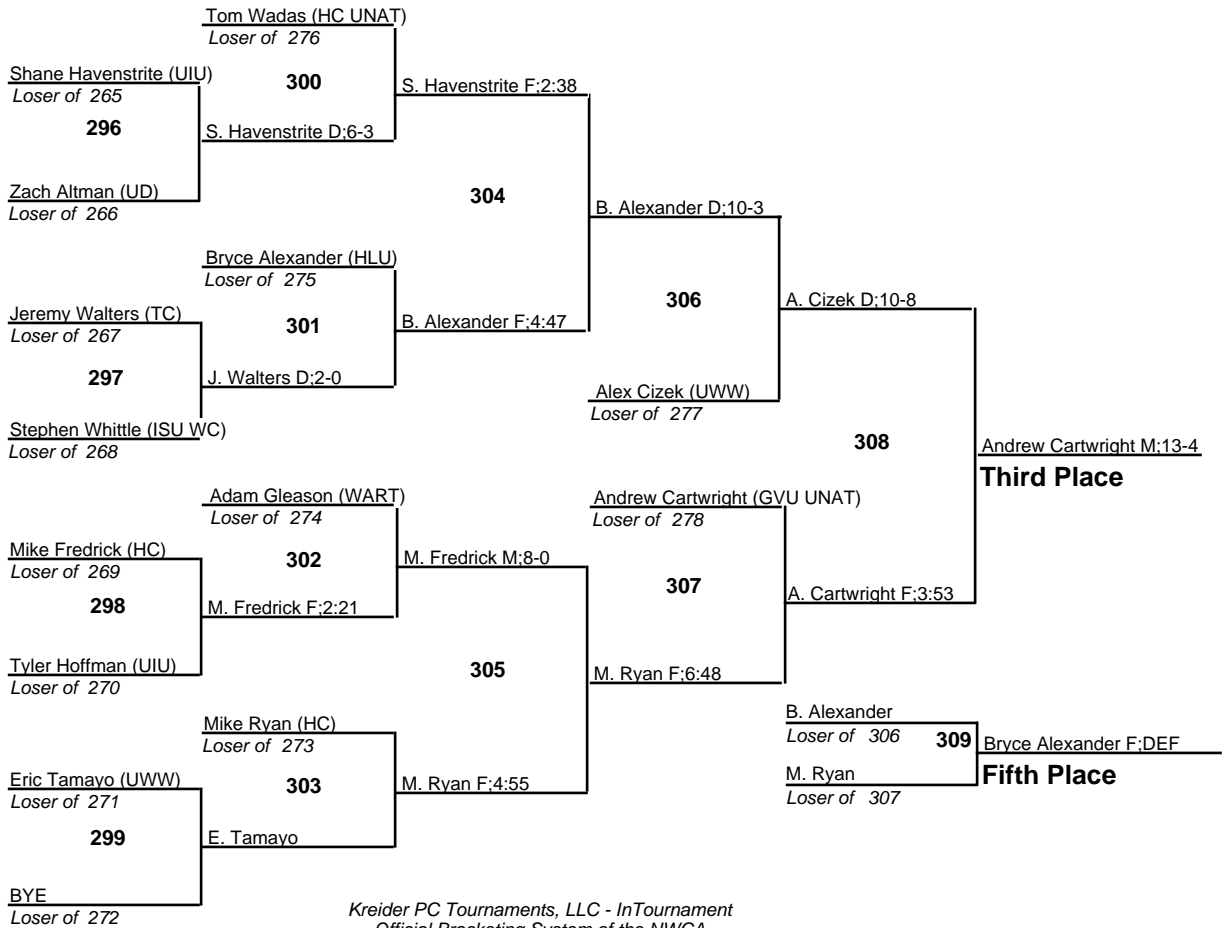 Tom Wadas (HC UNAT)
Loser of 276
Shane Havenstrite (UIU)
Loser of 265
300
S. Havenstrite F;2:38
296
S. Havenstrite D;6-3
Zach Altman (UD)
Loser of 266
304
B. Alexander D;10-3
Bryce Alexander (HLU)
Loser of 275
Jeremy Walters (TC)
Loser of 267
301
B. Alexander F;4:47
306
A. Cizek D;10-8
297
J. Walters D;2-0
Alex Cizek (UWW)
Loser of 277
Stephen Whittle (ISU WC)
Loser of 268
308
Andrew Cartwright M;13-4
Third Place
Adam Gleason (WART)
Loser of 274
Andrew Cartwright (GVU UNAT)
Loser of 278
Mike Fredrick (HC)
Loser of 269
302
M. Fredrick M;8-0
307
A. Cartwright F;3:53
298
M. Fredrick F;2:21
Tyler Hoffman (UIU)
Loser of 270
305
M. Ryan F;6:48
Mike Ryan (HC)
Loser of 273
B. Alexander
Loser of 306
309
Bryce Alexander F;DEF
Fifth Place
M. Ryan
Loser of 307
Eric Tamayo (UWW)
Loser of 271
303
M. Ryan F;4:55
299
E. Tamayo
BYE
Loser of 272
Kreider PC Tournaments, LLC - InTournament
Official Bracketing System of the NWCA